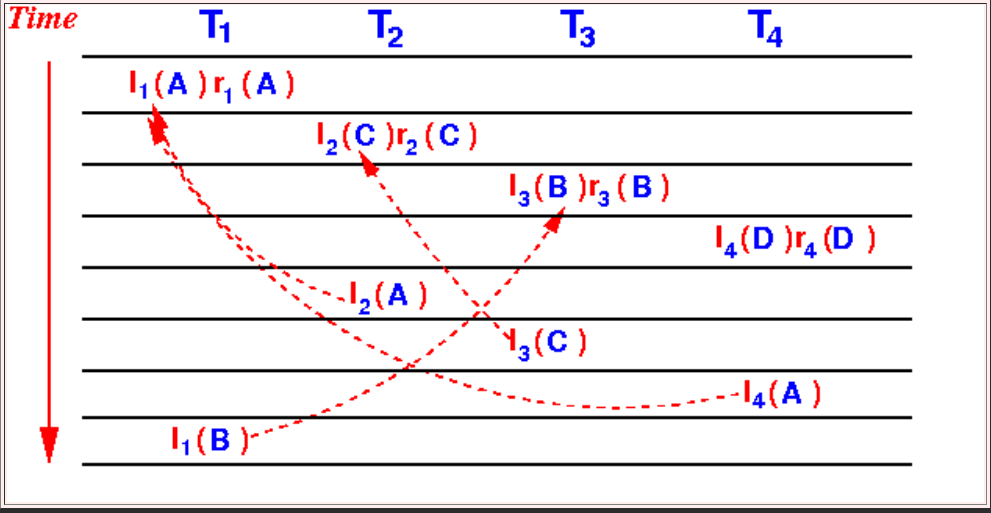 Time T₁ T₂ T₃ T₄
l₁(A)r₁(A)
l₂(C)r₂(C)
l₃(B)r₃(B)
l₄(D)r₄(D)
l₂(A)
l₃(C)
l₄(A)
l₁(B)